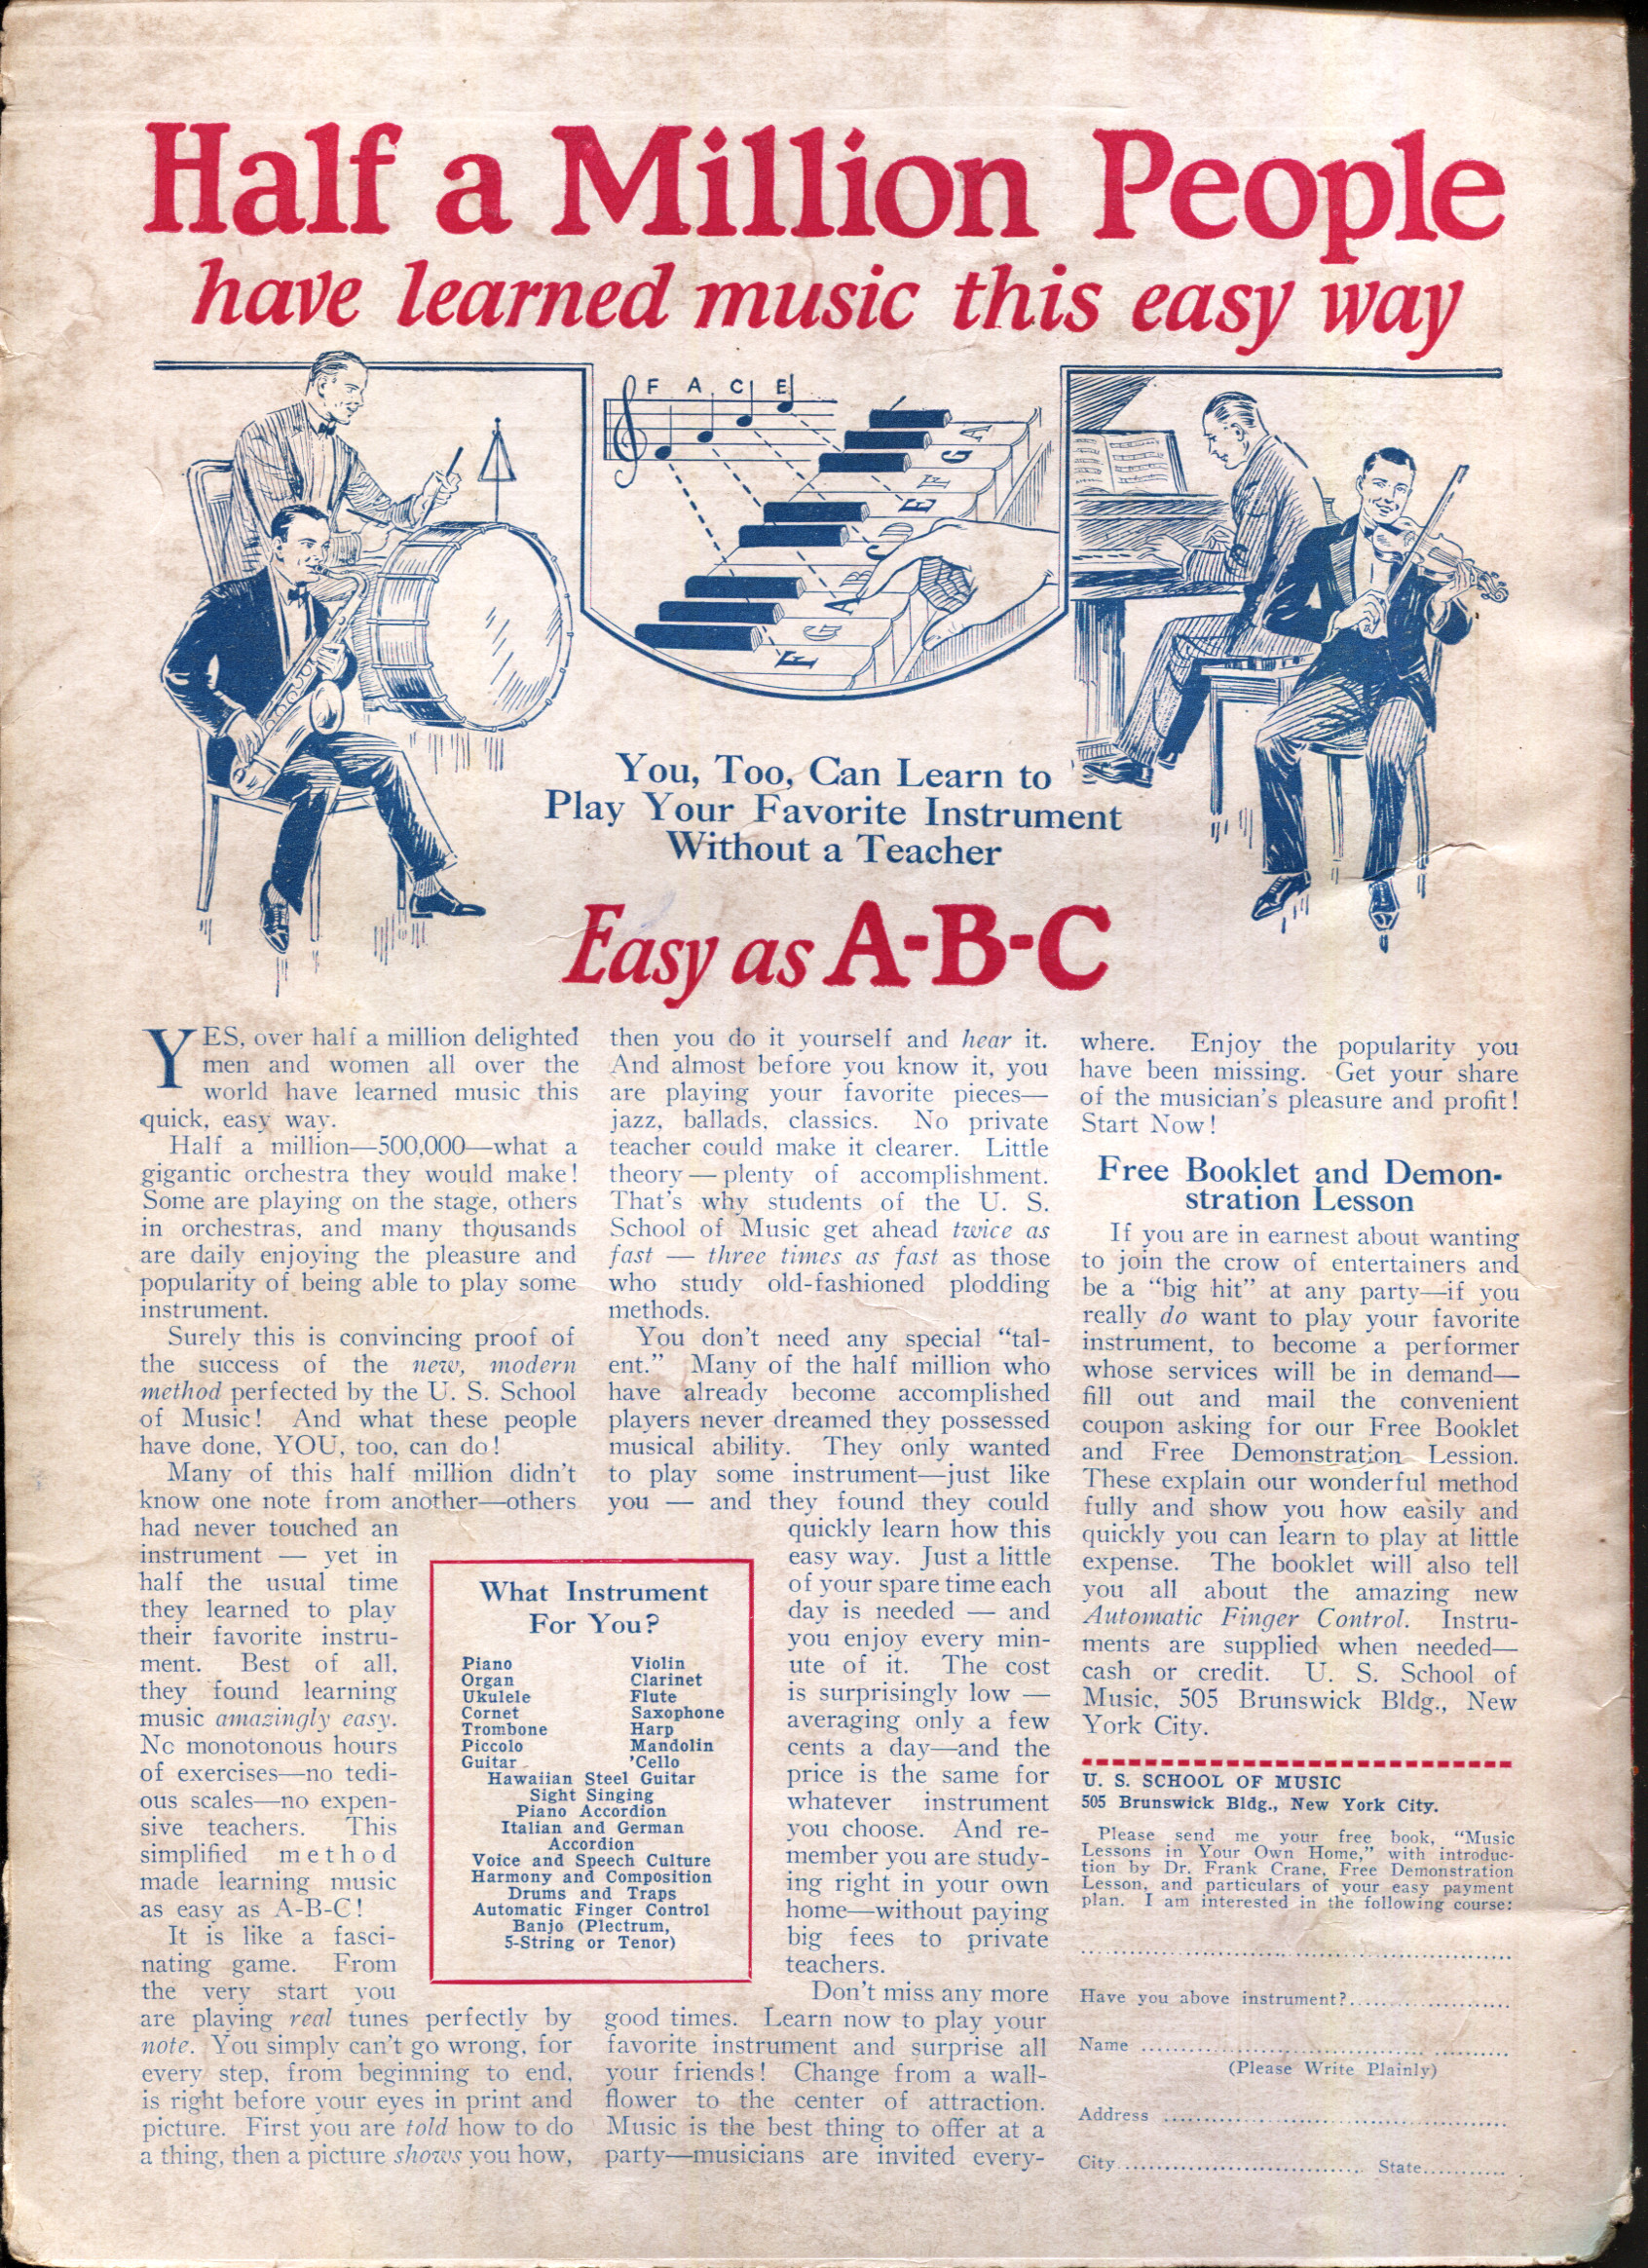 Half a Million People
have learned music this easy way
F A C E
F G A B C D E F G A
You, Too, Can Learn to
Play Your Favorite Instrument
Without a Teacher
Easy as A-B-C
YES, over half a million delighted
men and women all over the
world have learned music this
quick, easy way.
Half a million—500,000—what a
gigantic orchestra they would make!
Some are playing on the stage, others
in orchestras, and many thousands
are daily enjoying the pleasure and
popularity of being able to play some
instrument.
Surely this is convincing proof of
the success of the new, modern
method perfected by the U. S. School
of Music! And what these people
have done, YOU, too, can do!
Many of this half million didn't
know one note from another—others
had never touched an
instrument — yet in
half the usual time
they learned to play
their favorite instru-
ment. Best of all,
they found learning
music amazingly easy.
No monotonous hours
of exercises—no tedi-
ous scales—no expen-
sive teachers. This
simplified method
made learning music
as easy as A-B-C!
It is like a fasci-
nating game. From
the very start you
are playing real tunes perfectly by
note. You simply can't go wrong, for
every step, from beginning to end,
is right before your eyes in print and
picture. First you are told how to do
a thing, then a picture shows you how,
What Instrument
For You?
Piano Violin
Organ Clarinet
Ukulele Flute
Cornet Saxophone
Trombone Harp
Piccolo Mandolin
Guitar 'Cello
Hawaiian Steel Guitar
Sight Singing
Piano Accordion
Italian and German
Accordion
Voice and Speech Culture
Harmony and Composition
Drums and Traps
Automatic Finger Control
Banjo (Plectrum,
5-String or Tenor)
then you do it yourself and hear it.
And almost before you know it, you
are playing your favorite pieces—
jazz, ballads, classics. No private
teacher could make it clearer. Little
theory — plenty of accomplishment.
That's why students of the U. S.
School of Music get ahead twice as
fast — three times as fast as those
who study old-fashioned plodding
methods.
You don't need any special "tal-
ent." Many of the half million who
have already become accomplished
players never dreamed they possessed
musical ability. They only wanted
to play some instrument—just like
you — and they found they could
quickly learn how this
easy way. Just a little
of your spare time each
day is needed — and
you enjoy every min-
ute of it. The cost
is surprisingly low —
averaging only a few
cents a day—and the
price is the same for
whatever instrument
you choose. And re-
member you are study-
ing right in your own
home—without paying
big fees to private
teachers.
Don't miss any more
good times. Learn now to play your
favorite instrument and surprise all
your friends! Change from a wall-
flower to the center of attraction.
Music is the best thing to offer at a
party—musicians are invited every-
where. Enjoy the popularity you
have been missing. Get your share
of the musician's pleasure and profit!
Start Now!
Free Booklet and Demon-
stration Lesson
If you are in earnest about wanting
to join the crow of entertainers and
be a "big hit" at any party—if you
really do want to play your favorite
instrument, to become a performer
whose services will be in demand—
fill out and mail the convenient
coupon asking for our Free Booklet
and Free Demonstration Lession.
These explain our wonderful method
fully and show you how easily and
quickly you can learn to play at little
expense. The booklet will also tell
you all about the amazing new
Automatic Finger Control. Instru-
ments are supplied when needed—
cash or credit. U. S. School of
Music, 505 Brunswick Bldg., New
York City.
U. S. SCHOOL OF MUSIC
505 Brunswick Bldg., New York City.
Please send me your free book, "Music
Lessons in Your Own Home," with introduc-
tion by Dr. Frank Crane, Free Demonstration
Lesson, and particulars of your easy payment
plan. I am interested in the following course:
Have you above instrument?
Name
(Please Write Plainly)
Address
City State